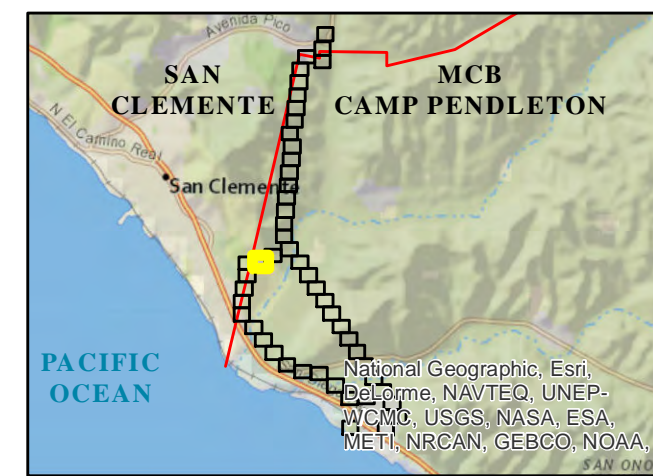 Avenida Pico
SAN
CLEMENTE
MCB
CAMP PENDLETON
N El Camino Real
San Clemente
PACIFIC
OCEAN
National Geographic, Esri,
DeLorme, NAVTEQ, UNEP-
WCMC, USGS, NASA, ESA,
METI, NRCAN, GEBCO, NOAA,
SAN ONO